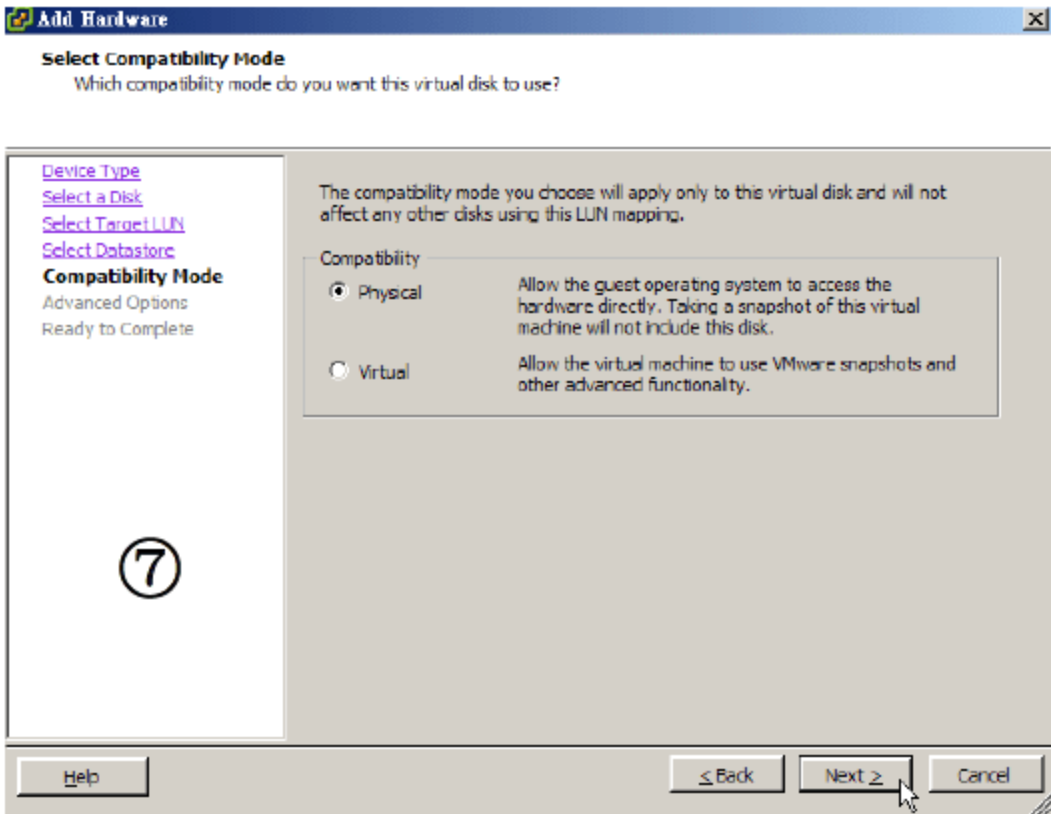 Add Hardware
Select Compatibility Mode
Which compatibility mode do you want this virtual disk to use?
Device Type
Select a Disk
Select Target LUN
Select Datastore
Compatibility Mode
Advanced Options
Ready to Complete
⑦
The compatibility mode you choose will apply only to this virtual disk and will not
affect any other disks using this LUN mapping.
Compatibility
Physical
Allow the guest operating system to access the
hardware directly. Taking a snapshot of this virtual
machine will not include this disk.
Virtual
Allow the virtual machine to use VMware snapshots and
other advanced functionality.
Help
< Back
Next >
Cancel